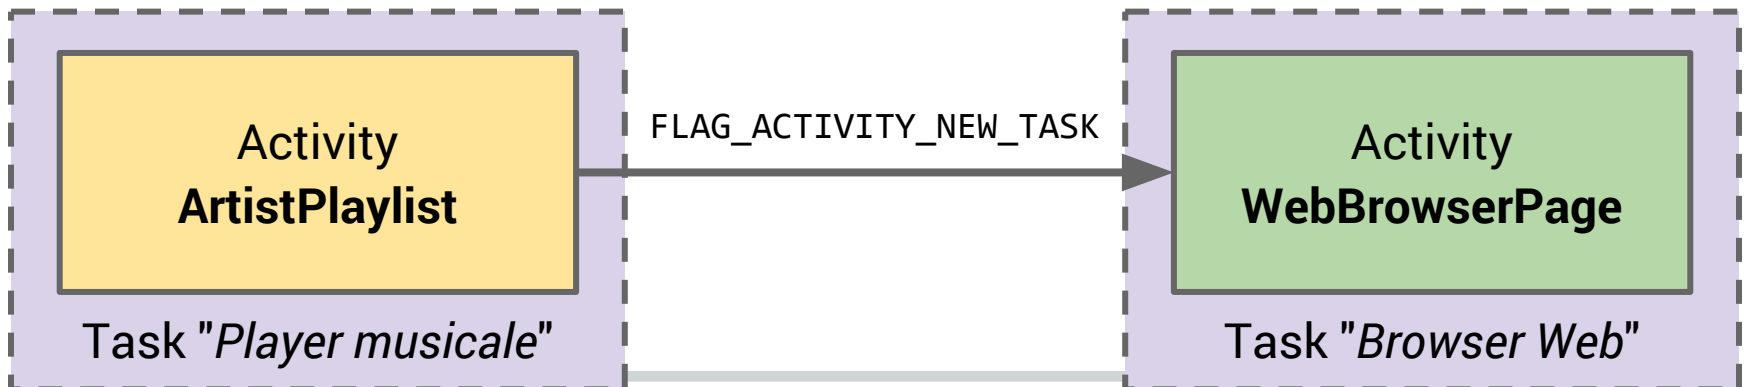 Activity
ArtistPlaylist
Task "Player musicale"
FLAG_ACTIVITY_NEW_TASK
Activity
WebBrowserPage
Task "Browser Web"